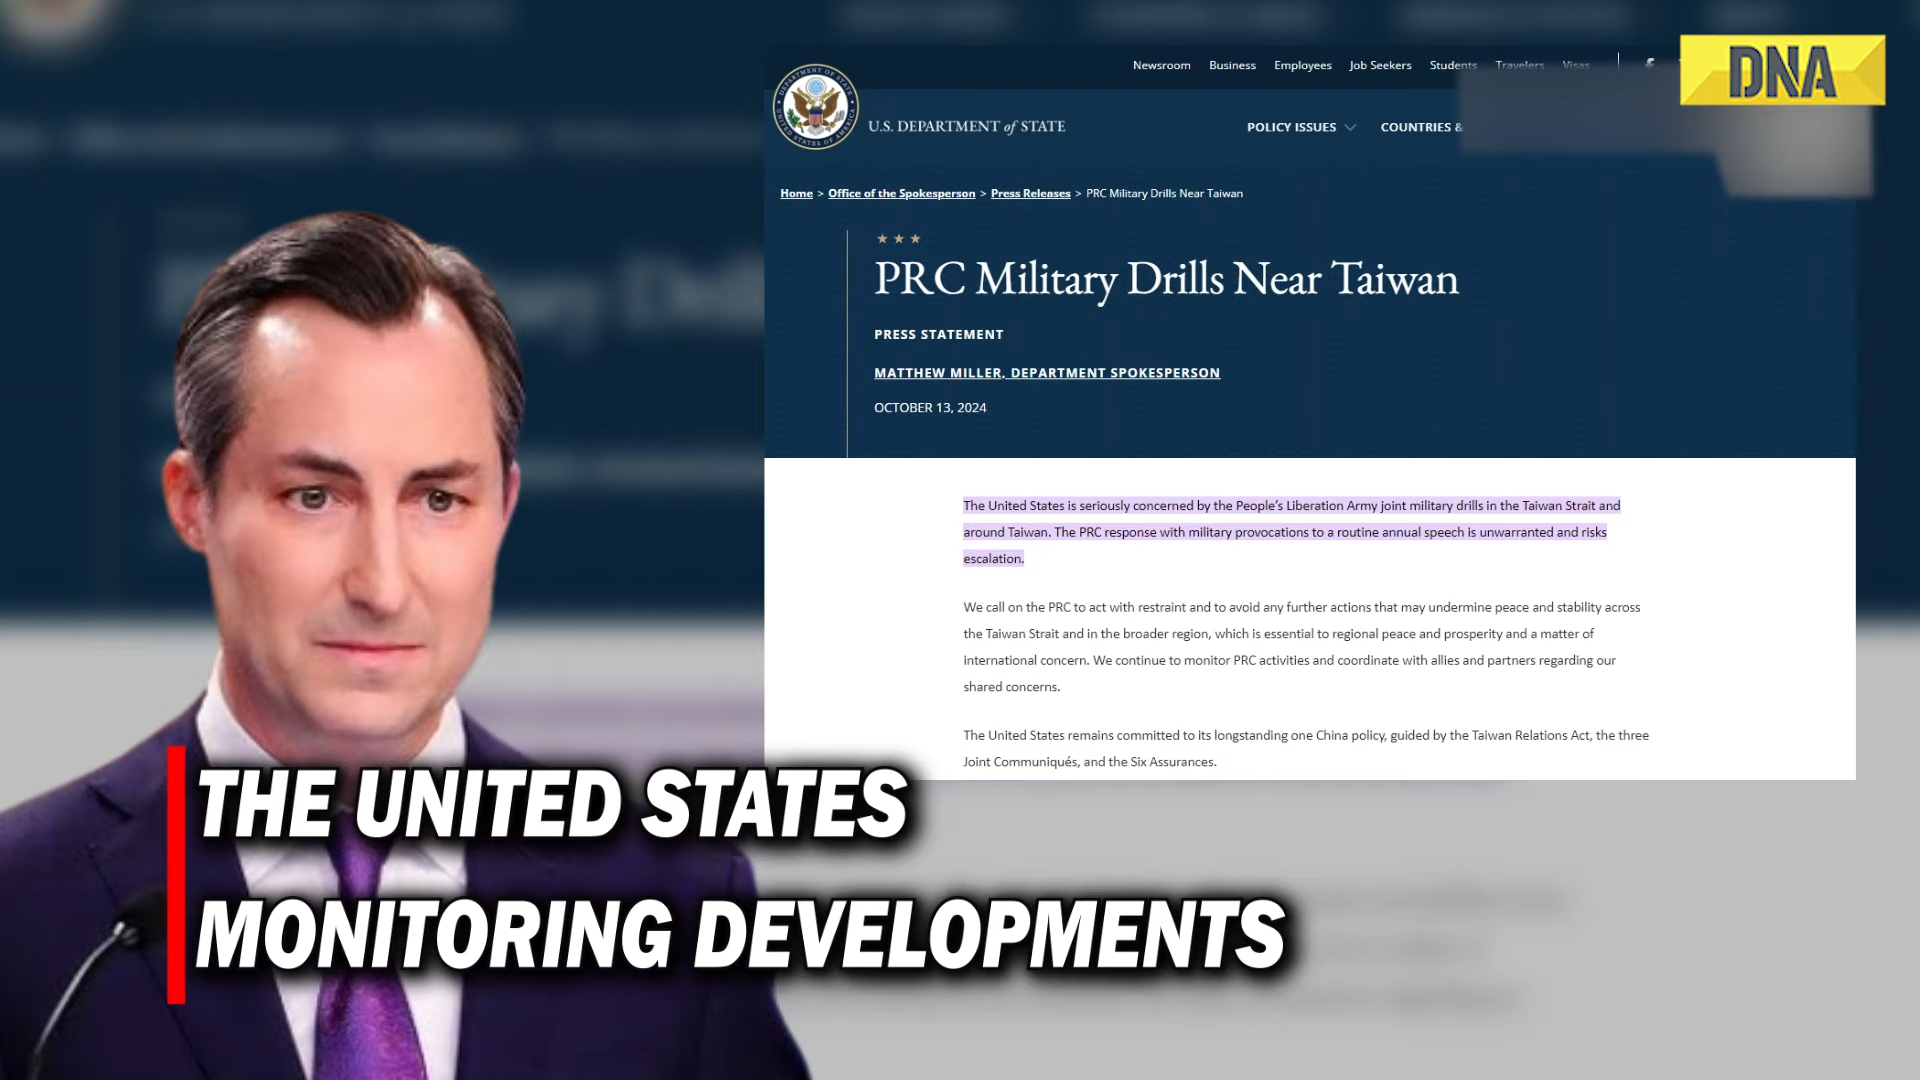 Newsroom Business Employees Job Seekers Students Travelers Visas
DNA
U.S. DEPARTMENT of STATE
POLICY ISSUES COUNTRIES &
Home > Office of the Spokesperson > Press Releases > PRC Military Drills Near Taiwan
PRC Military Drills Near Taiwan
PRESS STATEMENT
MATTHEW MILLER, DEPARTMENT SPOKESPERSON
OCTOBER 13, 2024
The United States is seriously concerned by the People’s Liberation Army joint military drills in the Taiwan Strait and
around Taiwan. The PRC response with military provocations to a routine annual speech is unwarranted and risks
escalation.
We call on the PRC to act with restraint and to avoid any further actions that may undermine peace and stability across
the Taiwan Strait and in the broader region, which is essential to regional peace and prosperity and a matter of
international concern. We continue to monitor PRC activities and coordinate with allies and partners regarding our
shared concerns.
The United States remains committed to its longstanding one China policy, guided by the Taiwan Relations Act, the three
Joint Communiqués, and the Six Assurances.
THE UNITED STATES
MONITORING DEVELOPMENTS